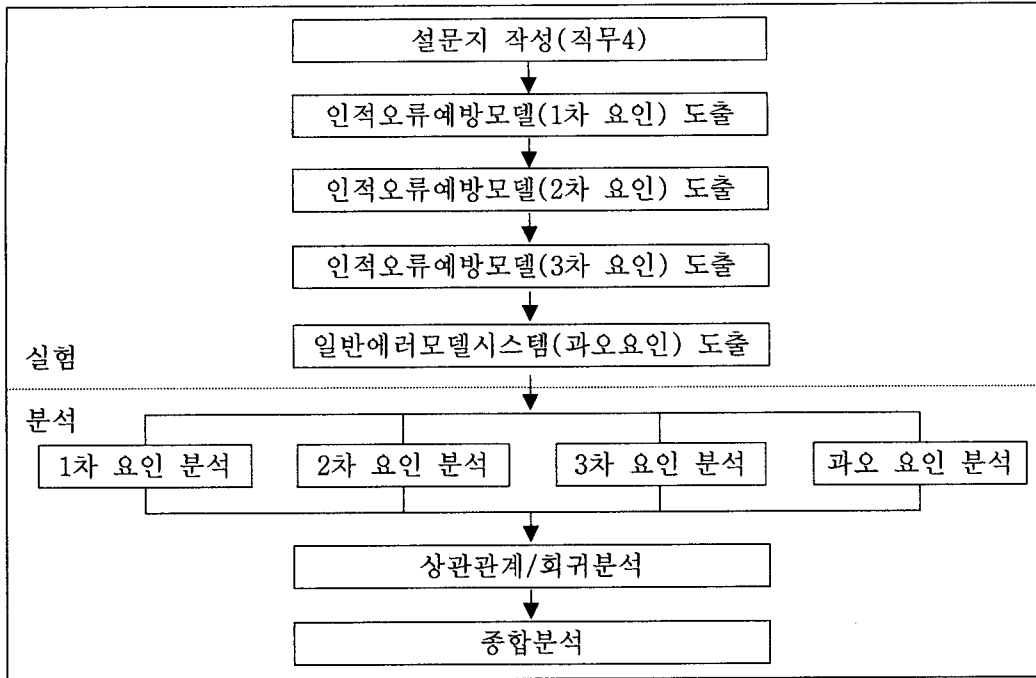 설문지 작성(직무4)
인적오류예방모델(1차 요인) 도출
인적오류예방모델(2차 요인) 도출
인적오류예방모델(3차 요인) 도출
일반에러모델시스템(과오요인) 도출
실험
분석
1차 요인 분석
2차 요인 분석
3차 요인 분석
과오 요인 분석
상관관계/회귀분석
종합분석